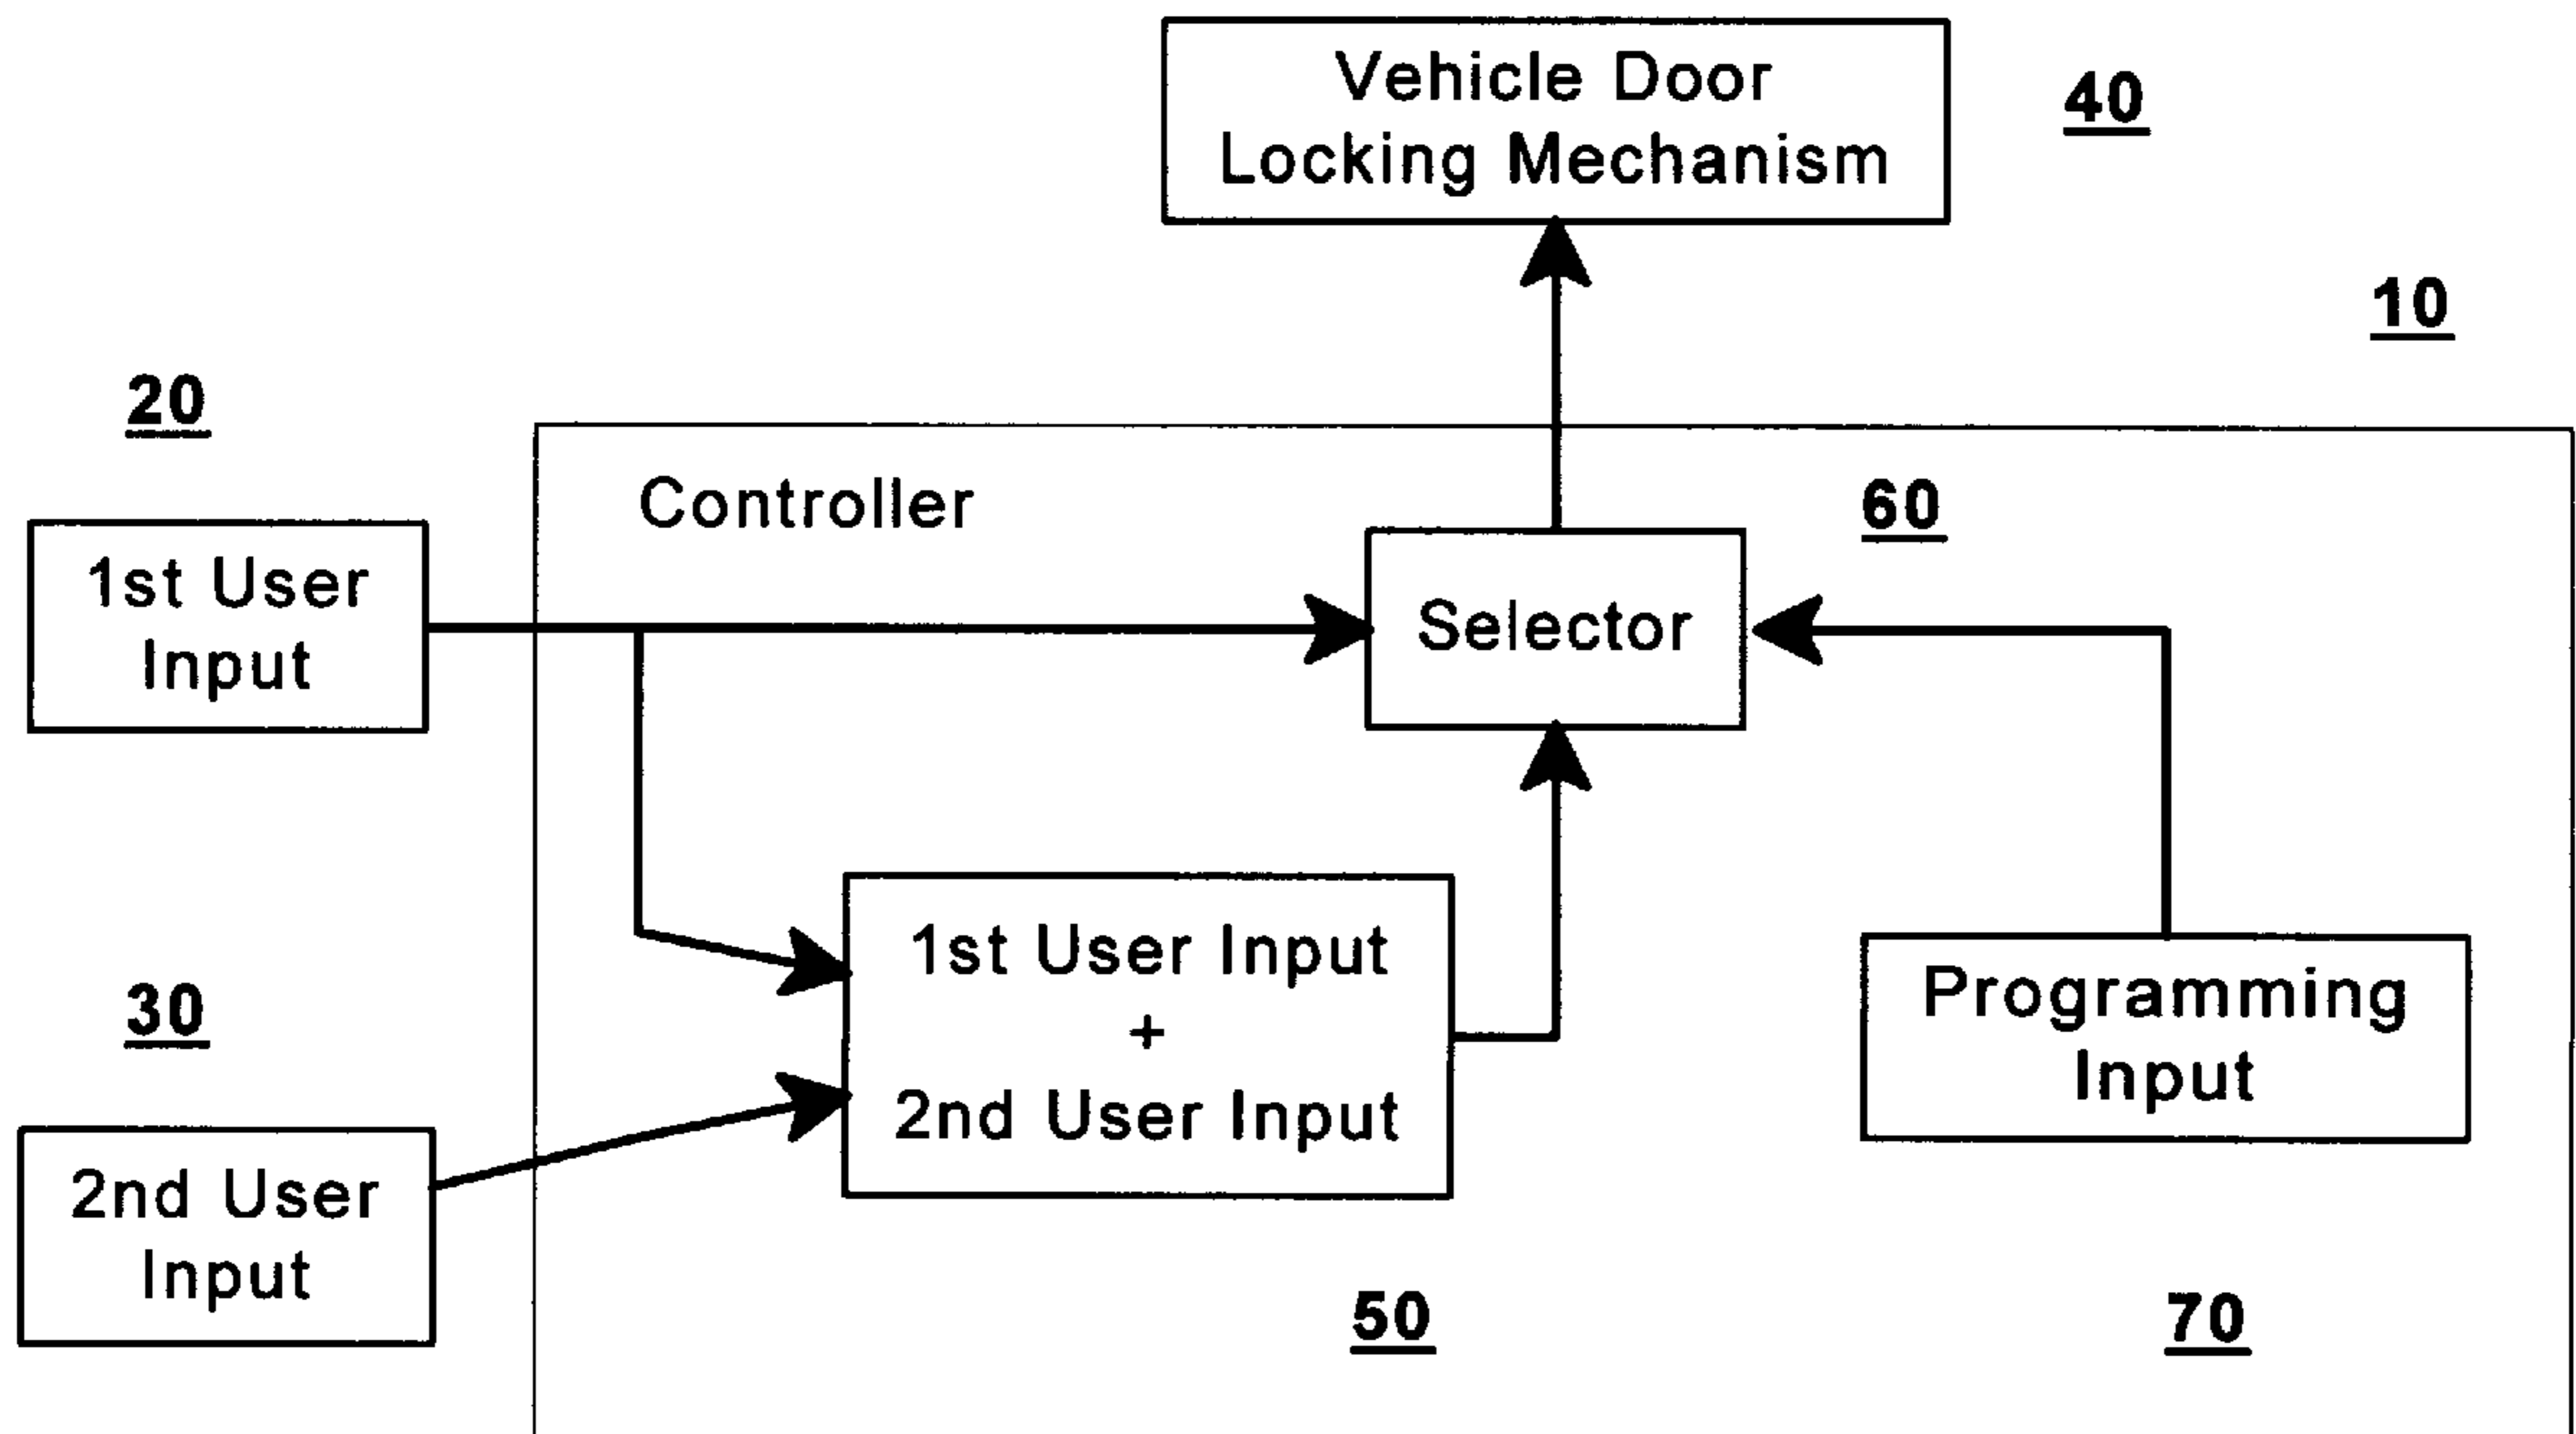 Vehicle Door
Locking Mechanism
40
10
20
Controller
60
1st User
Input
Selector
30
1st User Input
+
2nd User Input
Programming
Input
2nd User
Input
50
70